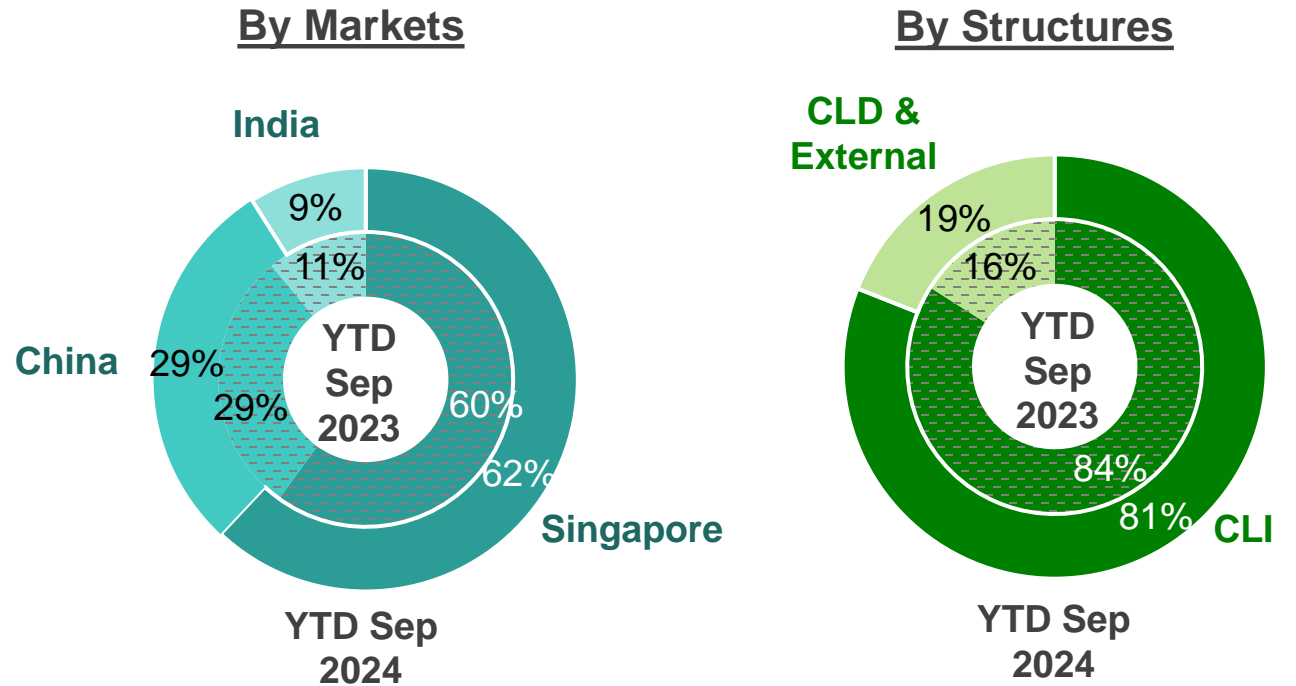 By Markets
India
9%
11%
China
29%
29%
YTD
Sep
2023
60%
62%
Singapore
YTD Sep
2024
By Structures
CLD &
External
19%
16%
YTD
Sep
2023
84%
81%
CLI
YTD Sep
2024